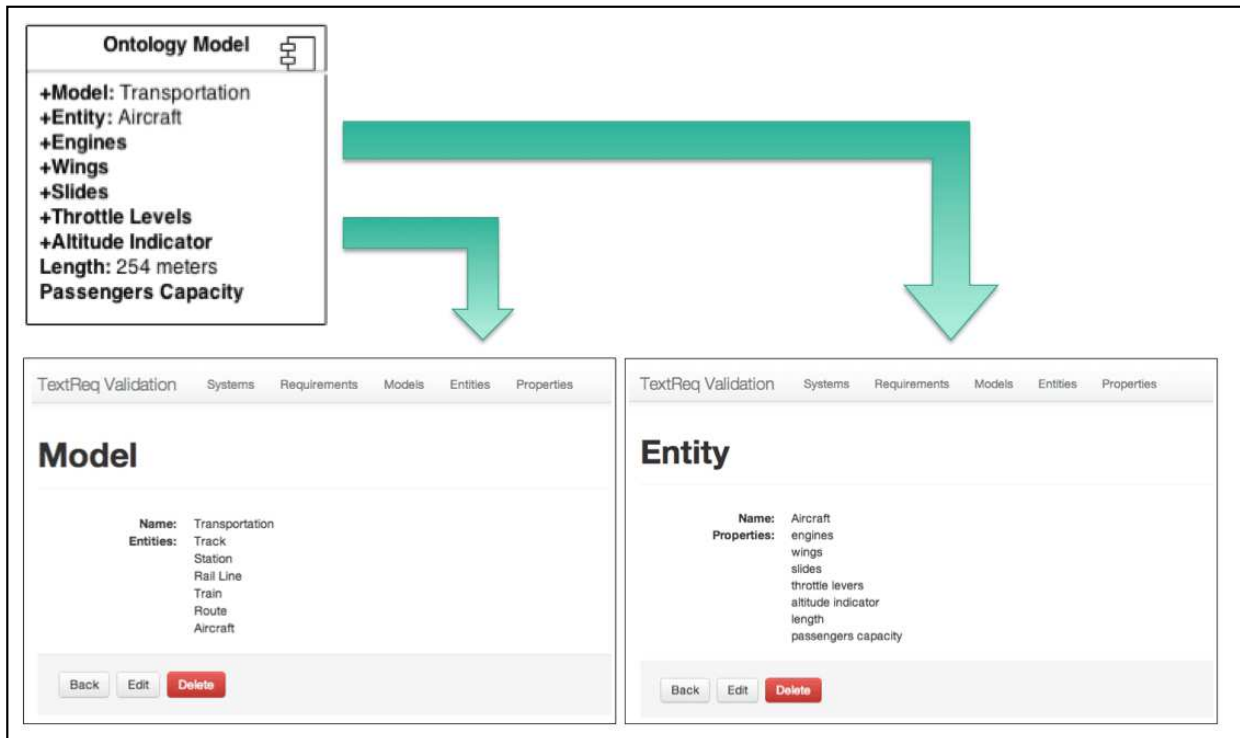 Ontology Model
+Model: Transportation
+Entity: Aircraft
+Engines
+Wings
+Slides
+Throttle Levels
+Altitude Indicator
Length: 254 meters
Passengers Capacity
TextReq Validation Systems Requirements Models Entities Properties
Model
Name: Transportation
Entities: Track
Station
Rail Line
Train
Route
Aircraft
Back Edit Delete
TextReq Validation Systems Requirements Models Entities Properties
Entity
Name: Aircraft
Properties: engines
wings
slides
throttle levers
altitude indicator
length
passengers capacity
Back Edit Delete